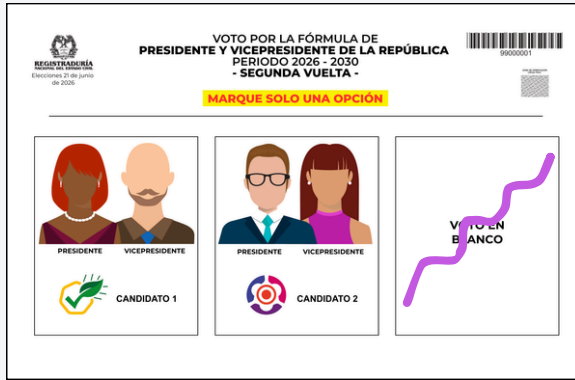 VOTO POR LA FÓRMULA DE
PRESIDENTE Y VICEPRESIDENTE DE LA REPÚBLICA
PERIODO 2026 - 2030
- SEGUNDA VUELTA -
MARQUE SOLO UNA OPCIÓN
REGISTRADURÍA
NACIONAL DEL ESTADO CIVIL
Elecciones 21 de junio
de 2026
99000001
PRESIDENTE VICEPRESIDENTE
CANDIDATO 1
PRESIDENTE VICEPRESIDENTE
CANDIDATO 2
VOTO EN
BLANCO